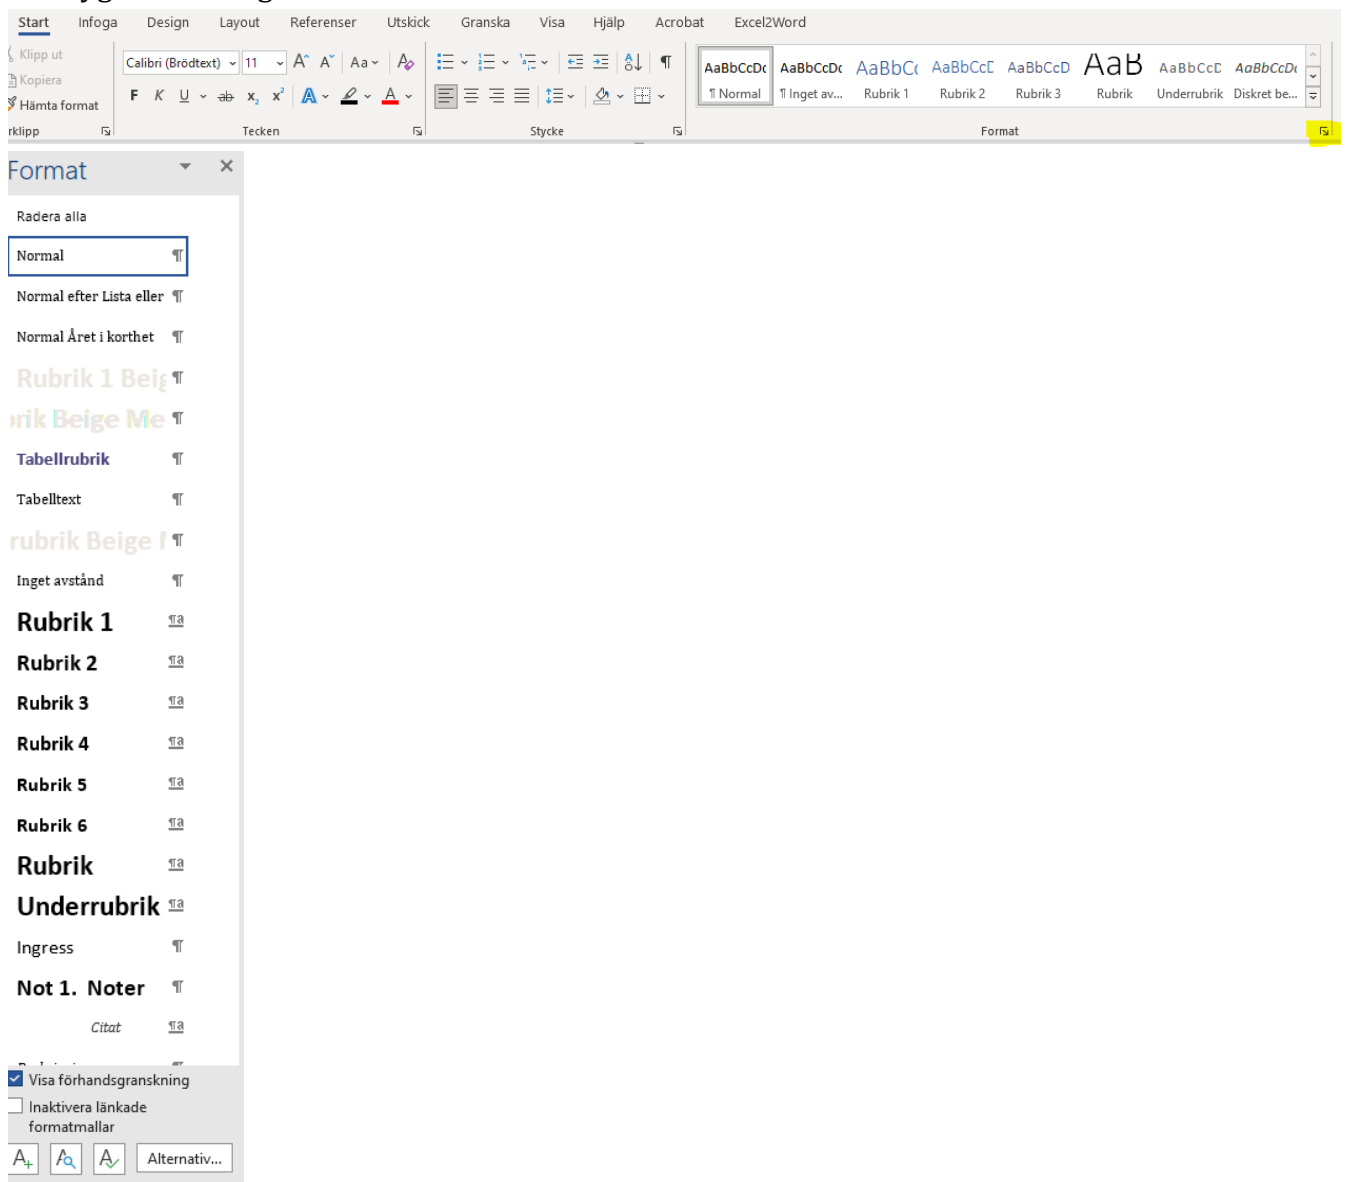 Start Infoga Design Layout Referenser Utskick Granska Visa Hjälp Acrobat Excel2Word
Klipp ut
Kopiera
Hämta format
Calibri (Brödtext) 11 A A Aa A
F K U ab x₂ x² A A
AaBbCcDc AaBbCcDc AaBbCc AaBbCcE AaBbCcD AaB AaBbCcD AaBbCcDc
¶ Normal ¶ Inget av... Rubrik 1 Rubrik 2 Rubrik 3 Rubrik Underrubrik Diskret be...
rklipp Tecken Stycke Format
Format
Radera alla
Normal ¶
Normal efter Lista eller ¶
Normal Året i korthet ¶
Rubrik 1 Beig ¶
rik Beige Me ¶
Tabellrubrik ¶
Tabelltext ¶
rubrik Beige ¶
Inget avstånd ¶
Rubrik 1 ¶a
Rubrik 2 ¶a
Rubrik 3 ¶a
Rubrik 4 ¶a
Rubrik 5 ¶a
Rubrik 6 ¶a
Rubrik ¶a
Underrubrik ¶a
Ingress ¶
Not 1. Noter ¶
Citat ¶a
Visa förhandsgranskning
Inaktivera länkade
formatmallar
Alternativ...